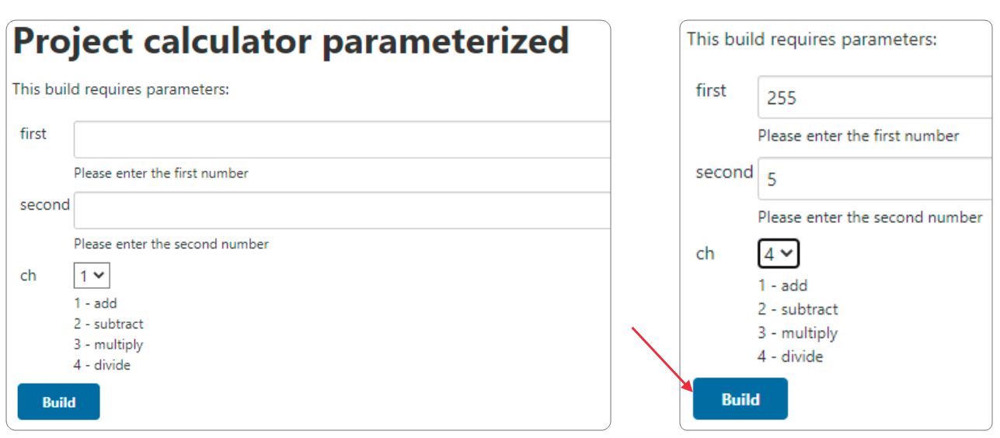 Project calculator parameterized
This build requires parameters:
first
Please enter the first number
second
Please enter the second number
ch
1
1 - add
2 - subtract
3 - multiply
4 - divide
Build
This build requires parameters:
first
255
Please enter the first number
second
5
Please enter the second number
ch
4
1 - add
2 - subtract
3 - multiply
4 - divide
Build